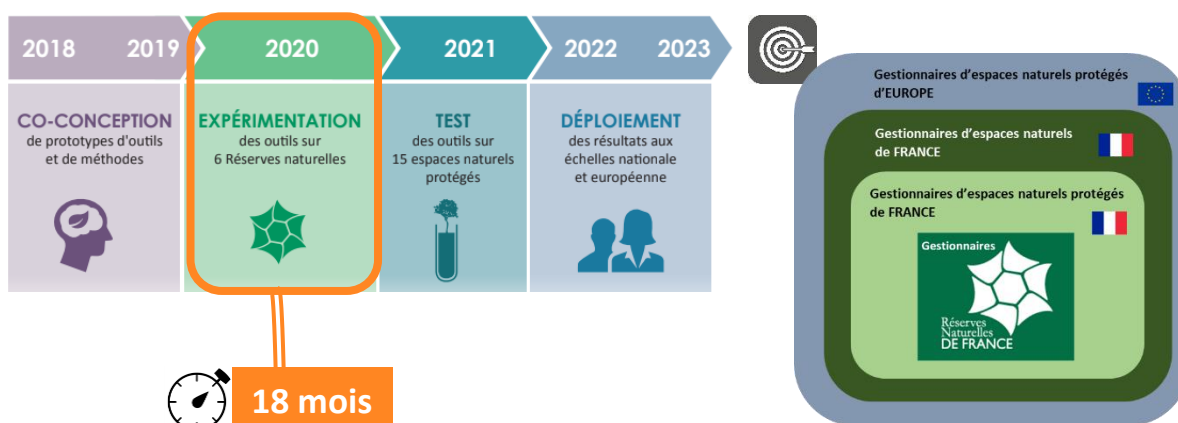 2018 2019
2020
2021
2022 2023
CO-CONCEPTION
de prototypes d'outils
et de méthodes
EXPÉRIMENTATION
des outils sur
6 Réserves naturelles
TEST
des outils sur
15 espaces naturels
protégés
DÉPLOIEMENT
des résultats aux
échelles nationale
et européenne
18 mois
Gestionnaires d'espaces naturels protégés
d'EUROPE
Gestionnaires d'espaces naturels
de FRANCE
Gestionnaires d'espaces naturels protégés
de FRANCE
Gestionnaires
Réserves
Naturelles
DE FRANCE